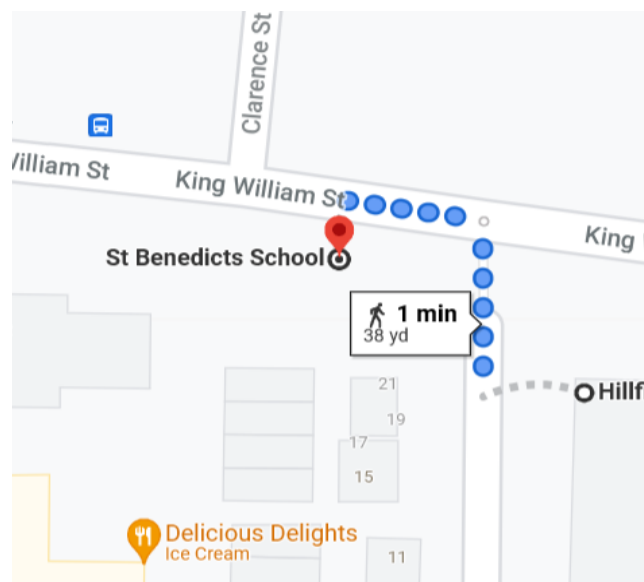 Clarence St
William St
King William St
King
St Benedicts School
1 min
38 yd
Hillf
21
19
17
15
Delicious Delights
Ice Cream
11